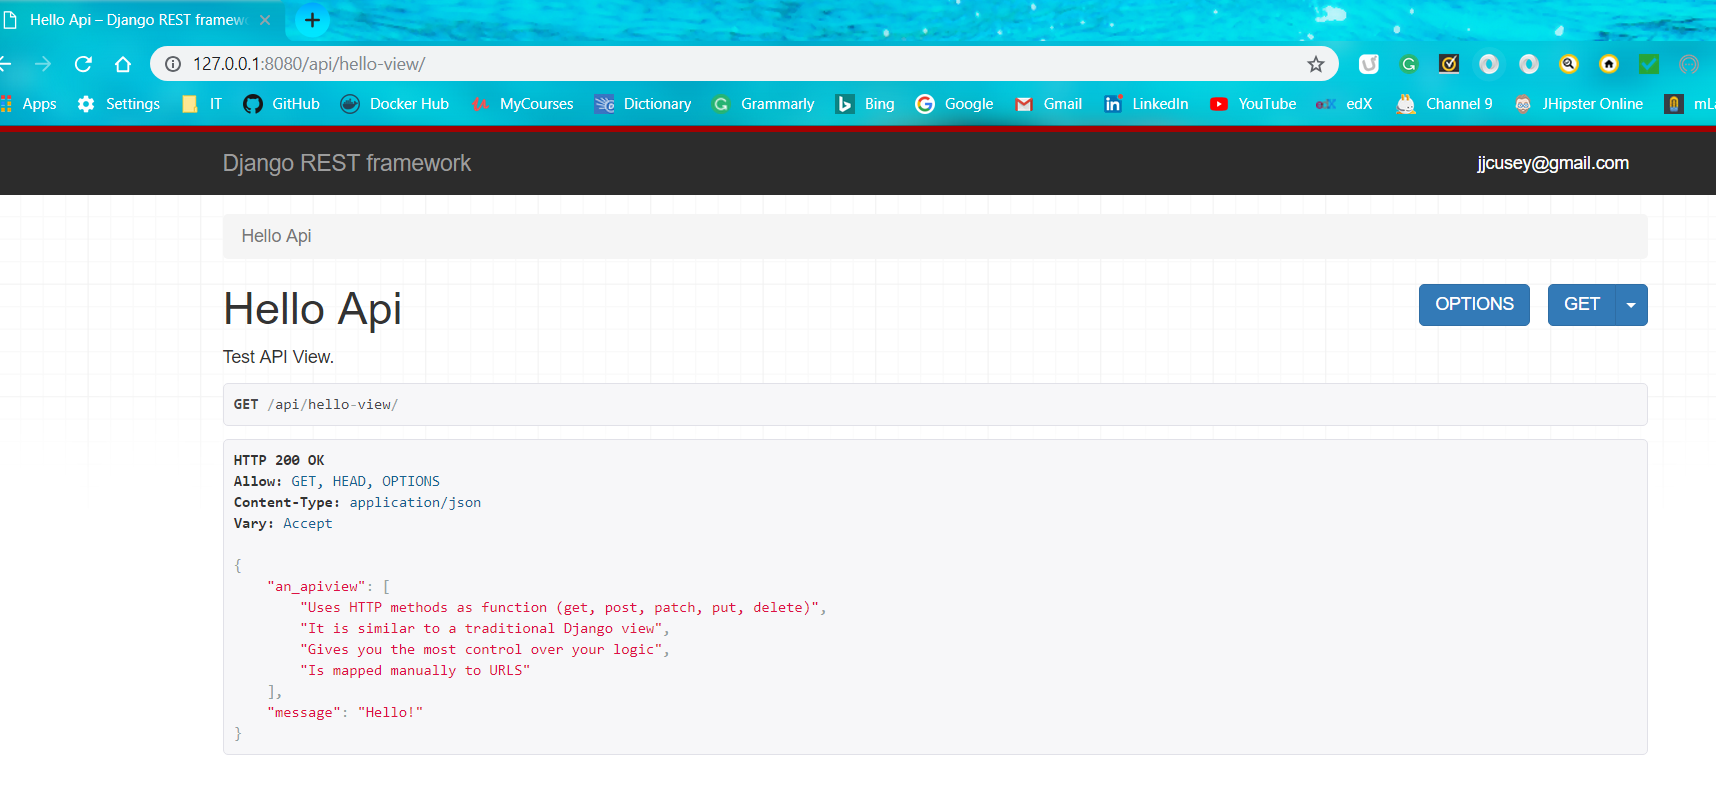 Hello Api – Django REST framew
127.0.0.1:8080/api/hello-view/
Apps Settings IT GitHub Docker Hub MyCourses Dictionary Grammarly Bing Google Gmail LinkedIn YouTube edX Channel 9 JHipster Online mLa
Django REST framework jjcusey@gmail.com
Hello Api
Hello Api OPTIONS GET
Test API View.
GET /api/hello-view/
HTTP 200 OK
Allow: GET, HEAD, OPTIONS
Content-Type: application/json
Vary: Accept
{
"an_apiview": [
"Uses HTTP methods as function (get, post, patch, put, delete)",
"It is similar to a traditional Django view",
"Gives you the most control over your logic",
"Is mapped manually to URLS"
],
"message": "Hello!"
}